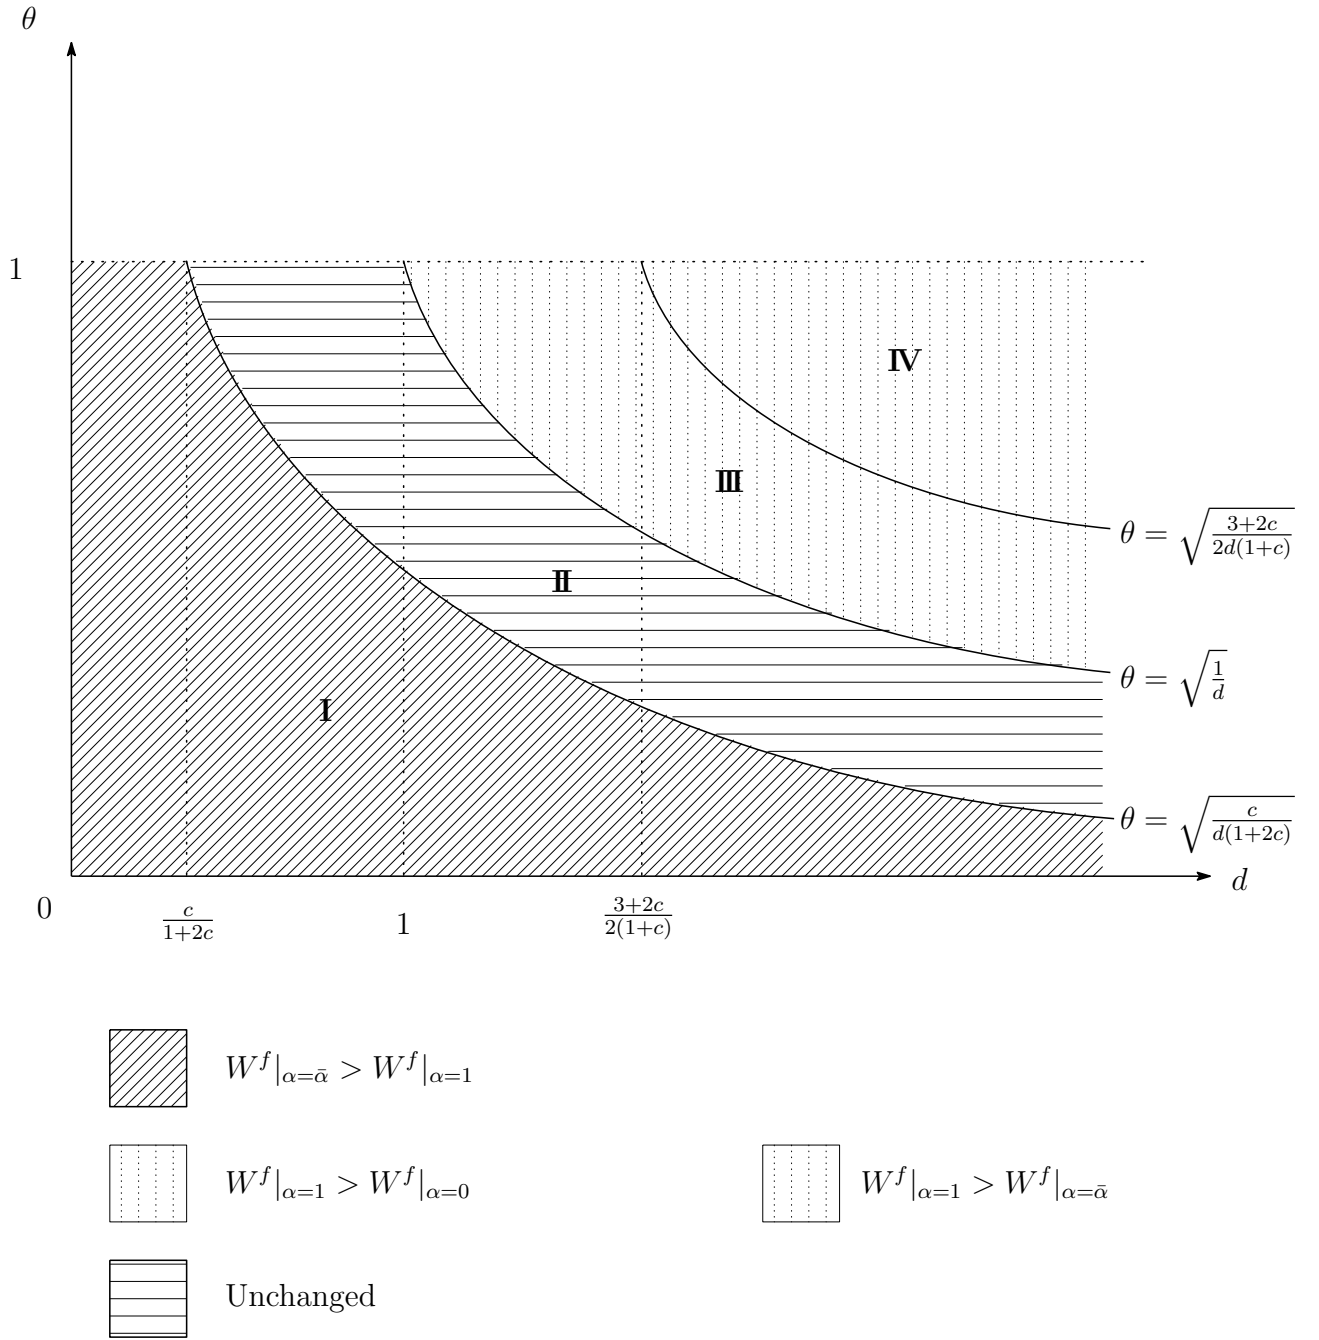 θ
1
IV
III
θ = √(3+2c / 2d(1+c))
II
θ = √(1/d)
I
θ = √(c / d(1+2c))
d
0
c/(1+2c)
1
(3+2c)/(2(1+c))
W^f|_{α=ᾱ} > W^f|_{α=1}
W^f|_{α=1} > W^f|_{α=0}
W^f|_{α=1} > W^f|_{α=ᾱ}
Unchanged